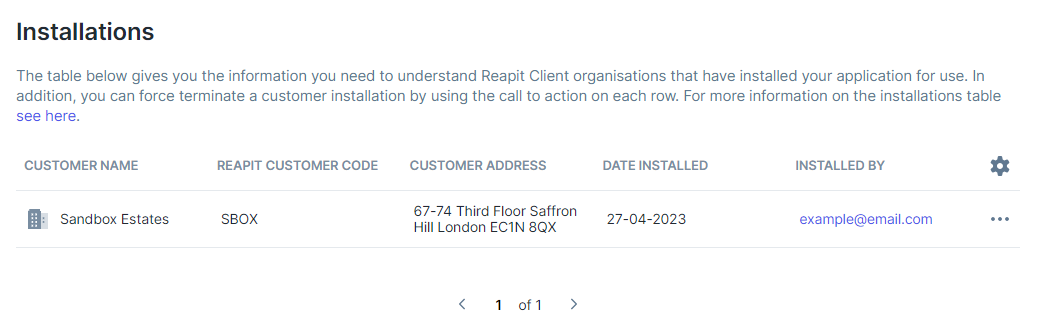 Installations
The table below gives you the information you need to understand Reapit Client organisations that have installed your application for use. In
addition, you can force terminate a customer installation by using the call to action on each row. For more information on the installations table
see here.
CUSTOMER NAME REAPIT CUSTOMER CODE CUSTOMER ADDRESS DATE INSTALLED INSTALLED BY
Sandbox Estates SBOX 67-74 Third Floor Saffron 27-04-2023 example@email.com
Hill London EC1N 8QX
1 of 1